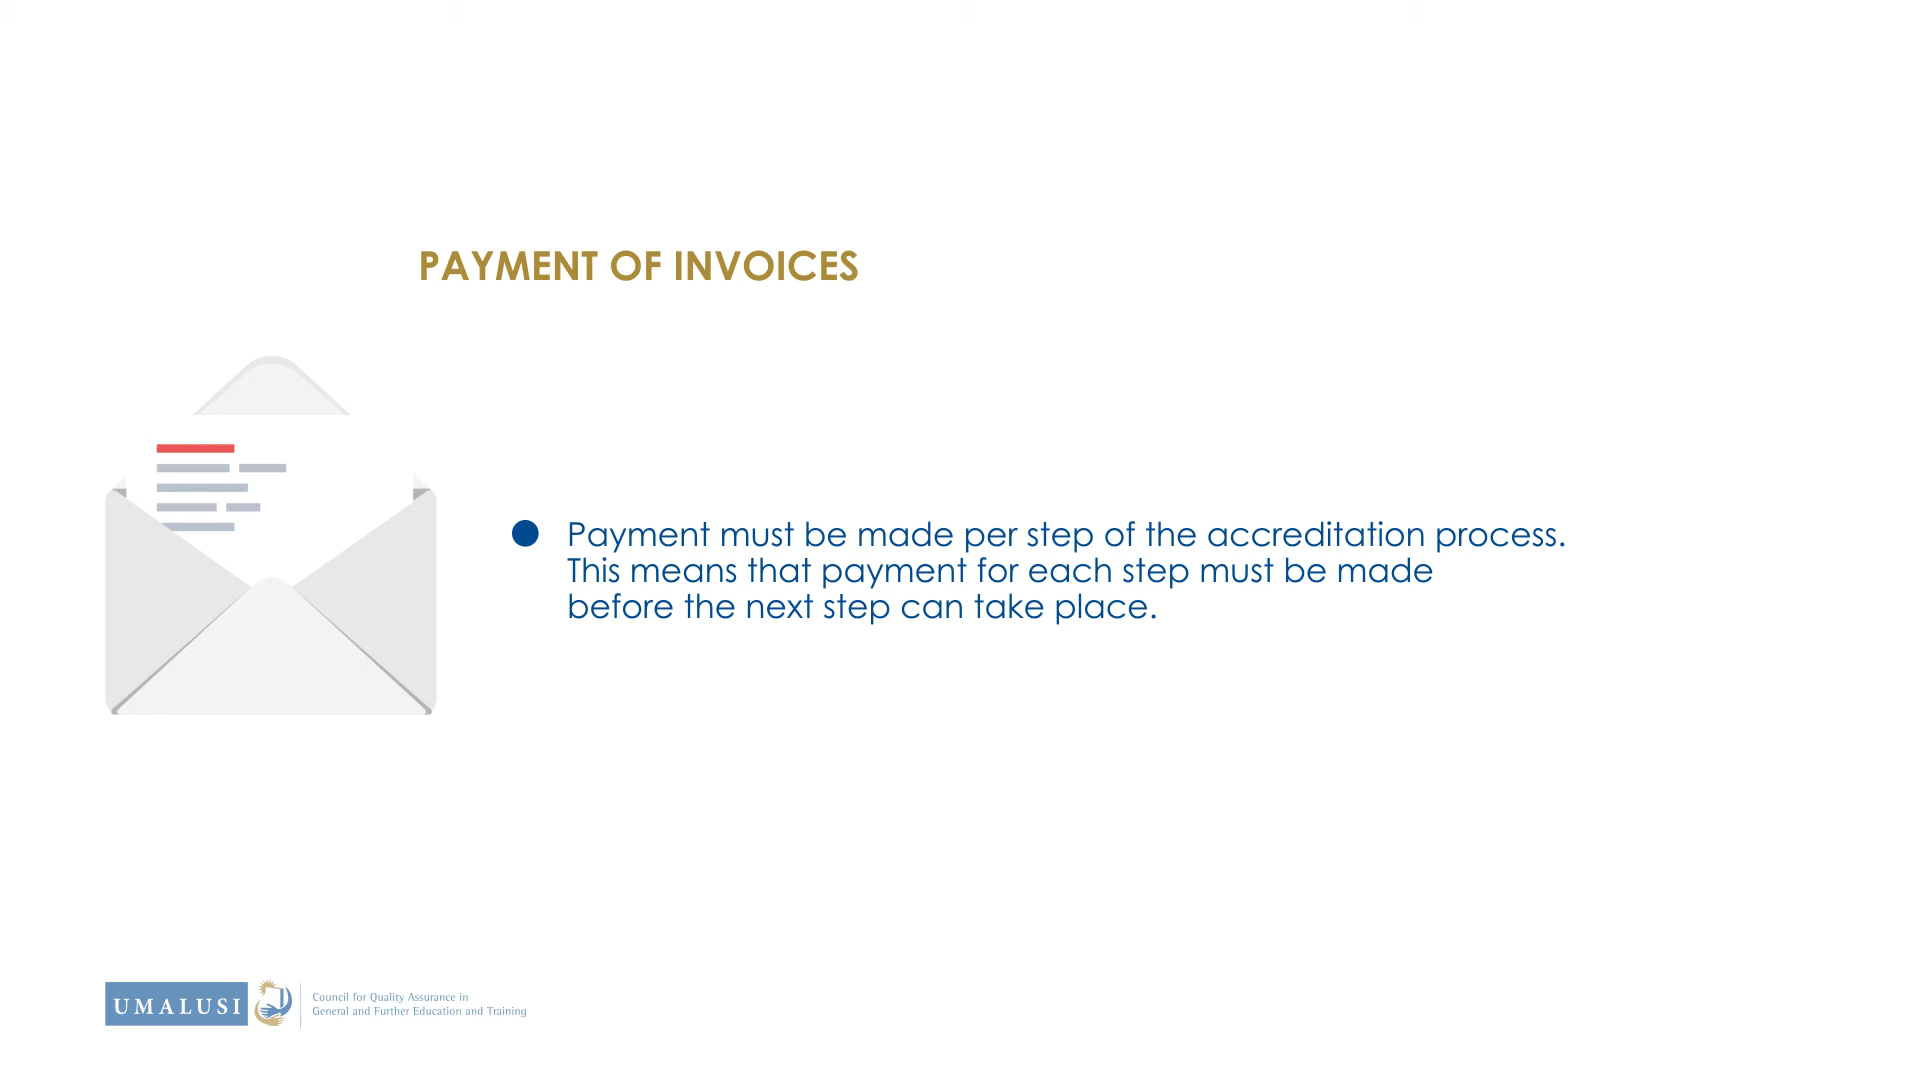 PAYMENT OF INVOICES
Payment must be made per step of the accreditation process.
This means that payment for each step must be made
before the next step can take place.
UMALUSI
Council for Quality Assurance in
General and Further Education and Training